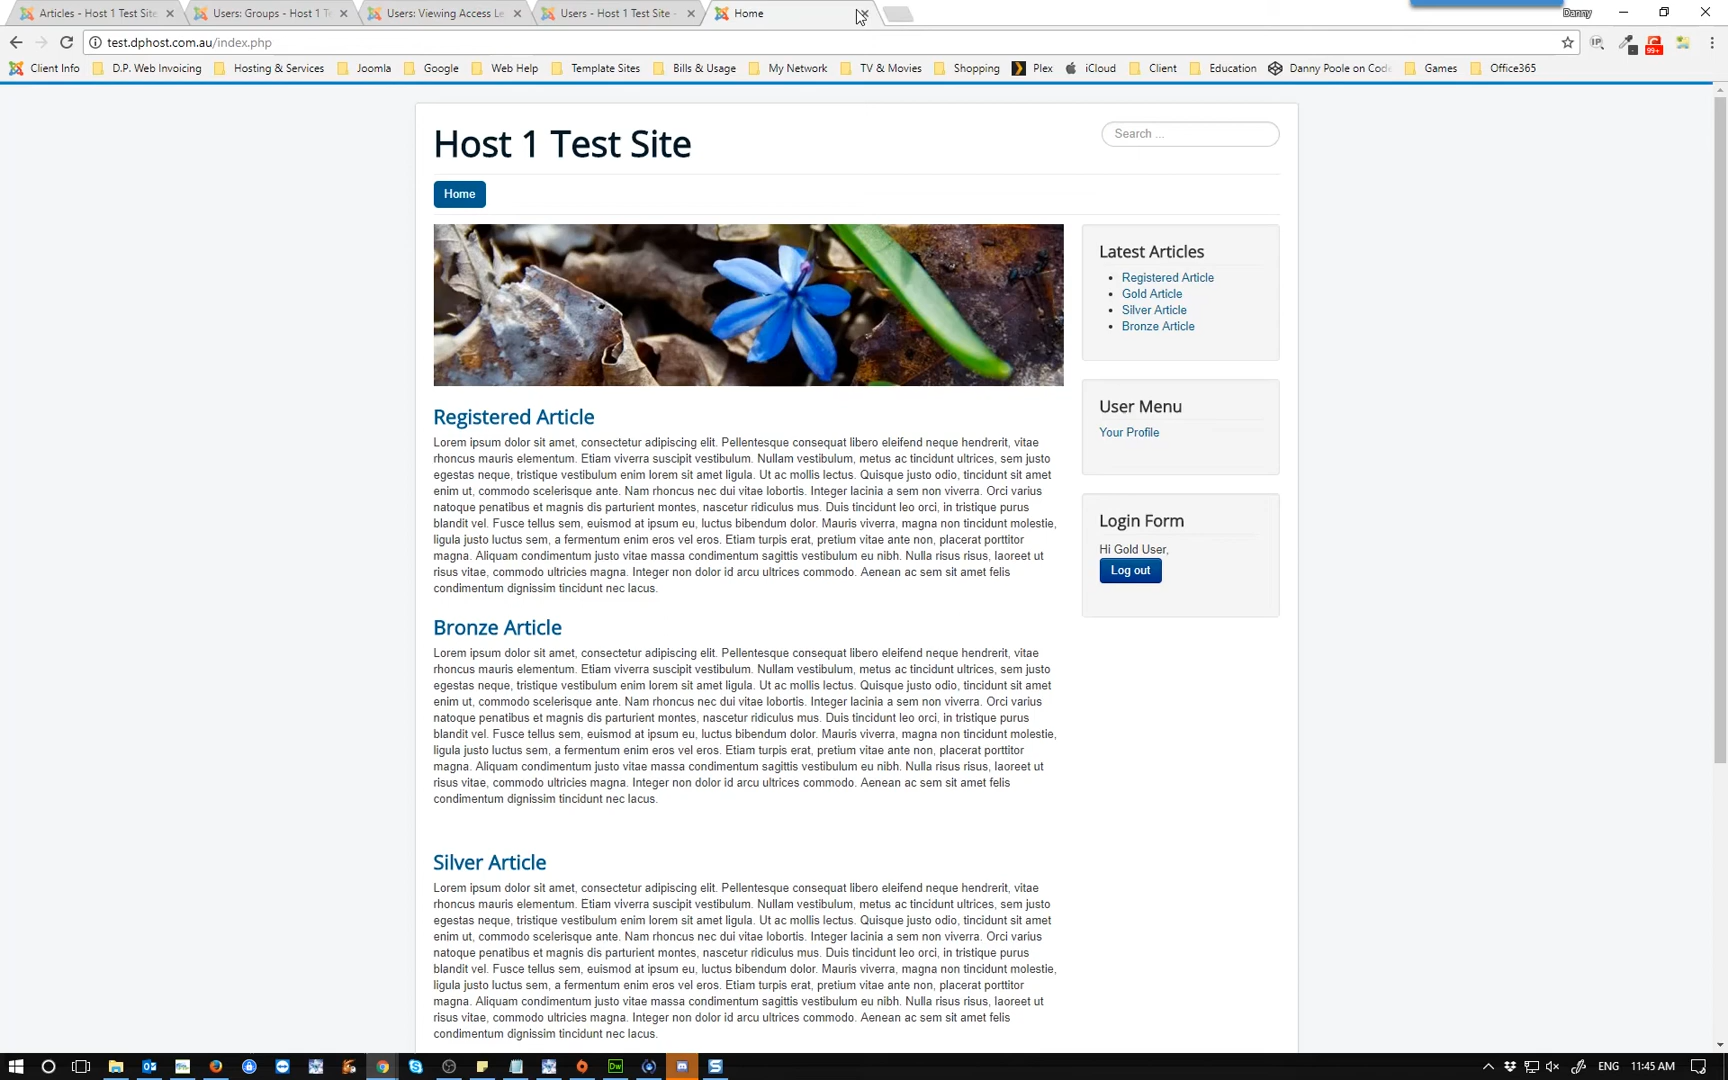 Articles - Host 1 Test Site
Users: Groups - Host 1 T
Users: Viewing Access Le
Users - Host 1 Test Site -
Home
Danny
test.dphost.com.au/index.php
99+
Client Info
D.P. Web Invoicing
Hosting & Services
Joomla
Google
Web Help
Template Sites
Bills & Usage
My Network
TV & Movies
Shopping
Plex
iCloud
Client
Education
Danny Poole on Cod
Games
Office365
Host 1 Test Site
Search ...
Home
Latest Articles
Registered Article
Gold Article
Silver Article
Bronze Article
User Menu
Your Profile
Login Form
Hi Gold User,
Log out
Registered Article
Lorem ipsum dolor sit amet, consectetur adipiscing elit. Pellentesque consequat libero eleifend neque hendrerit, vitae
rhoncus mauris elementum. Etiam viverra suscipit vestibulum. Nullam vestibulum, metus ac tincidunt ultrices, sem justo
egestas neque, tristique vestibulum enim lorem sit amet ligula. Ut ac mollis lectus. Quisque justo odio, tincidunt sit amet
enim ut, commodo scelerisque ante. Nam rhoncus nec dui vitae lobortis. Integer lacinia a sem non viverra. Orci varius
natoque penatibus et magnis dis parturient montes, nascetur ridiculus mus. Duis tincidunt leo orci, in tristique purus
blandit vel. Fusce tellus sem, euismod at ipsum eu, luctus bibendum dolor. Mauris viverra, magna non tincidunt molestie,
ligula justo luctus sem, a fermentum enim eros vel eros. Etiam turpis erat, pretium vitae ante non, placerat porttitor
magna. Aliquam condimentum justo vitae massa condimentum sagittis vestibulum eu nibh. Nulla risus risus, laoreet ut
risus vitae, commodo ultricies magna. Integer non dolor id arcu ultrices commodo. Aenean ac sem sit amet felis
condimentum dignissim tincidunt nec lacus.
Bronze Article
Lorem ipsum dolor sit amet, consectetur adipiscing elit. Pellentesque consequat libero eleifend neque hendrerit, vitae
rhoncus mauris elementum. Etiam viverra suscipit vestibulum. Nullam vestibulum, metus ac tincidunt ultrices, sem justo
egestas neque, tristique vestibulum enim lorem sit amet ligula. Ut ac mollis lectus. Quisque justo odio, tincidunt sit amet
enim ut, commodo scelerisque ante. Nam rhoncus nec dui vitae lobortis. Integer lacinia a sem non viverra. Orci varius
natoque penatibus et magnis dis parturient montes, nascetur ridiculus mus. Duis tincidunt leo orci, in tristique purus
blandit vel. Fusce tellus sem, euismod at ipsum eu, luctus bibendum dolor. Mauris viverra, magna non tincidunt molestie,
ligula justo luctus sem, a fermentum enim eros vel eros. Etiam turpis erat, pretium vitae ante non, placerat porttitor
magna. Aliquam condimentum justo vitae massa condimentum sagittis vestibulum eu nibh. Nulla risus risus, laoreet ut
risus vitae, commodo ultricies magna. Integer non dolor id arcu ultrices commodo. Aenean ac sem sit amet felis
condimentum dignissim tincidunt nec lacus.
Silver Article
Lorem ipsum dolor sit amet, consectetur adipiscing elit. Pellentesque consequat libero eleifend neque hendrerit, vitae
rhoncus mauris elementum. Etiam viverra suscipit vestibulum. Nullam vestibulum, metus ac tincidunt ultrices, sem justo
egestas neque, tristique vestibulum enim lorem sit amet ligula. Ut ac mollis lectus. Quisque justo odio, tincidunt sit amet
enim ut, commodo scelerisque ante. Nam rhoncus nec dui vitae lobortis. Integer lacinia a sem non viverra. Orci varius
natoque penatibus et magnis dis parturient montes, nascetur ridiculus mus. Duis tincidunt leo orci, in tristique purus
blandit vel. Fusce tellus sem, euismod at ipsum eu, luctus bibendum dolor. Mauris viverra, magna non tincidunt molestie,
ligula justo luctus sem, a fermentum enim eros vel eros. Etiam turpis erat, pretium vitae ante non, placerat porttitor
magna. Aliquam condimentum justo vitae massa condimentum sagittis vestibulum eu nibh. Nulla risus risus, laoreet ut
risus vitae, commodo ultricies magna. Integer non dolor id arcu ultrices commodo. Aenean ac sem sit amet felis
condimentum dignissim tincidunt nec lacus.
Dw
S
ENG
11:45 AM